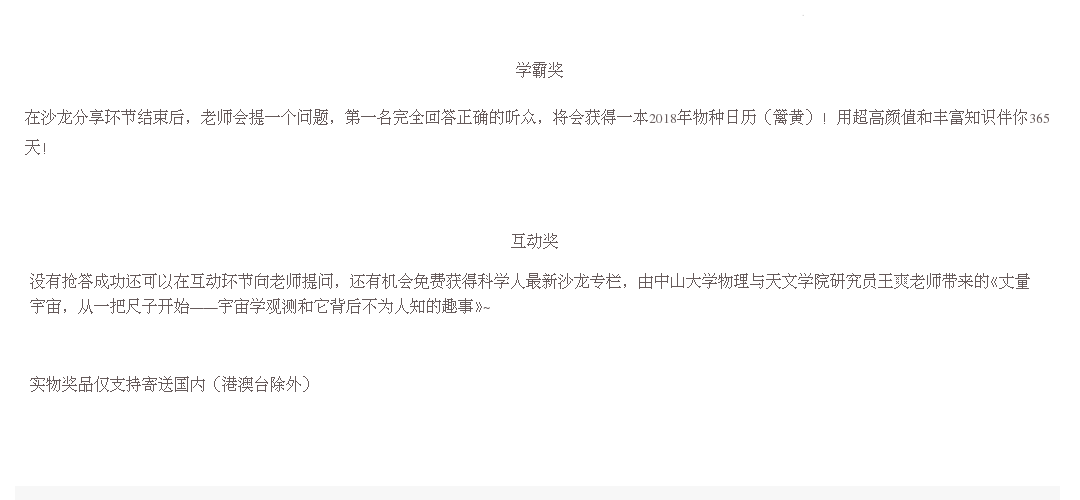 学霸奖
在沙龙分享环节结束后，老师会提一个问题，第一名完全回答正确的听众，将会获得一本2018年物种日历（篱黄）！用超高颜值和丰富知识伴你365
天！
互动奖
没有抢答成功还可以在互动环节向老师提问，还有机会免费获得科学人最新沙龙专栏，由中山大学物理与天文学院研究员王爽老师带来的《丈量
宇宙，从一把尺子开始——宇宙学观测和它背后不为人知的趣事》~
实物奖品仅支持寄送国内（港澳台除外）